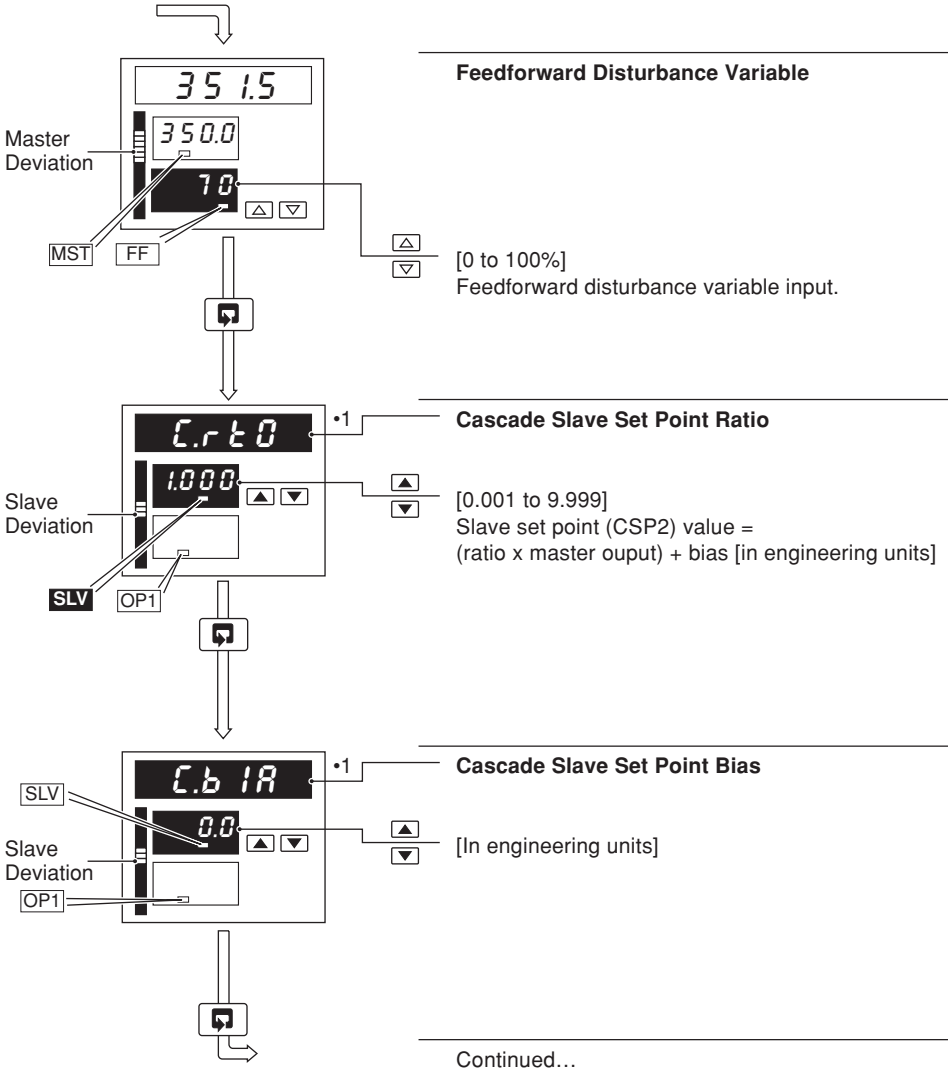 Feedforward Disturbance Variable
351.5
350.0
Master
Deviation
70
MST
FF
[0 to 100%]
Feedforward disturbance variable input.
Cascade Slave Set Point Ratio
•1
C.rt0
1.000
Slave
Deviation
[0.001 to 9.999]
Slave set point (CSP2) value =
(ratio x master ouput) + bias [in engineering units]
SLV
OP1
Cascade Slave Set Point Bias
•1
C.b1A
SLV
0.0
Slave
Deviation
[In engineering units]
OP1
Continued…